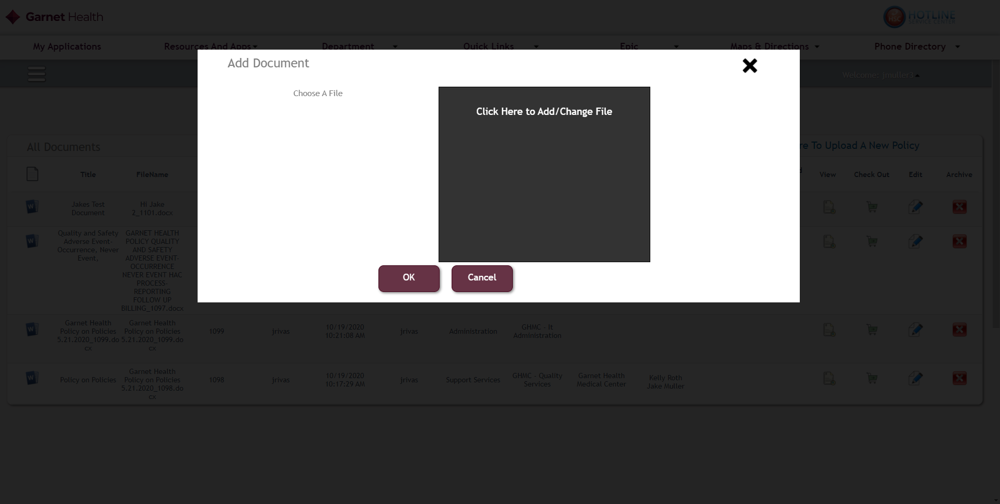 Garnet Health
HSC
HOTLINE
SERVICE CENTER
My Applications
Resources And Apps
Department
Quick Links
Epic
Maps & Directions
Phone Directory
Welcome: jmuller3
Add Document
Choose A File
Click Here to Add/Change File
OK
Cancel
All Documents
re To Upload A New Policy
Title
FileName
d
View
Check Out
Edit
Archive
Jakes Test
Document
Hi Jake
2_1101.docx
Quality and Safety
Adverse Event-
Occurrence, Never
Event,
GARNET HEALTH
POLICY QUALITY
AND SAFETY
ADVERSE EVENT-
OCCURRENCE
NEVER EVENT HAC
PROCESS-
REPORTING
FOLLOW UP
BILLING_1097.docx
Garnet Health
Policy on Policies
5.21.2020_1099.do
cx
Garnet Health
Policy on Policies
5.21.2020_1099.do
cx
1099
jrivas
10/19/2020
10:21:08 AM
jrivas
Administration
GHMC - It
Administration
Policy on Policies
Garnet Health
Policy on Policies
5.21.2020_1098.do
cx
1098
jrivas
10/19/2020
10:17:29 AM
jrivas
Support Services
GHMC - Quality
Services
Garnet Health
Medical Center
Kelly Roth
Jake Muller